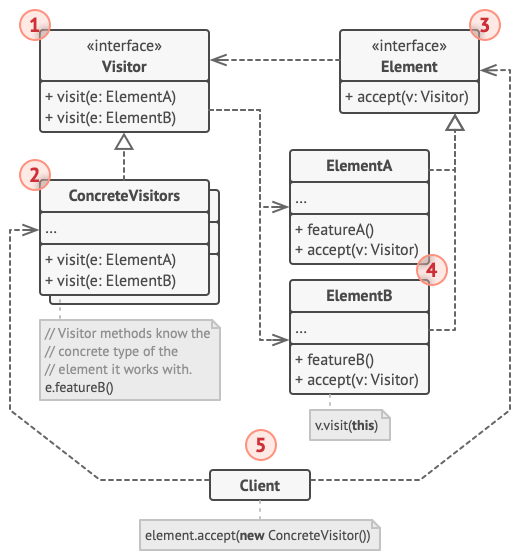 1
«interface»
Visitor
+ visit(e: ElementA)
+ visit(e: ElementB)
3
«interface»
Element
+ accept(v: Visitor)
2
ConcreteVisitors
...
+ visit(e: ElementA)
+ visit(e: ElementB)
// Visitor methods know the
// concrete type of the
// element it works with.
e.featureB()
ElementA
...
+ featureA()
+ accept(v: Visitor)
4
ElementB
...
+ featureB()
+ accept(v: Visitor)
v.visit(this)
5
Client
element.accept(new ConcreteVisitor())